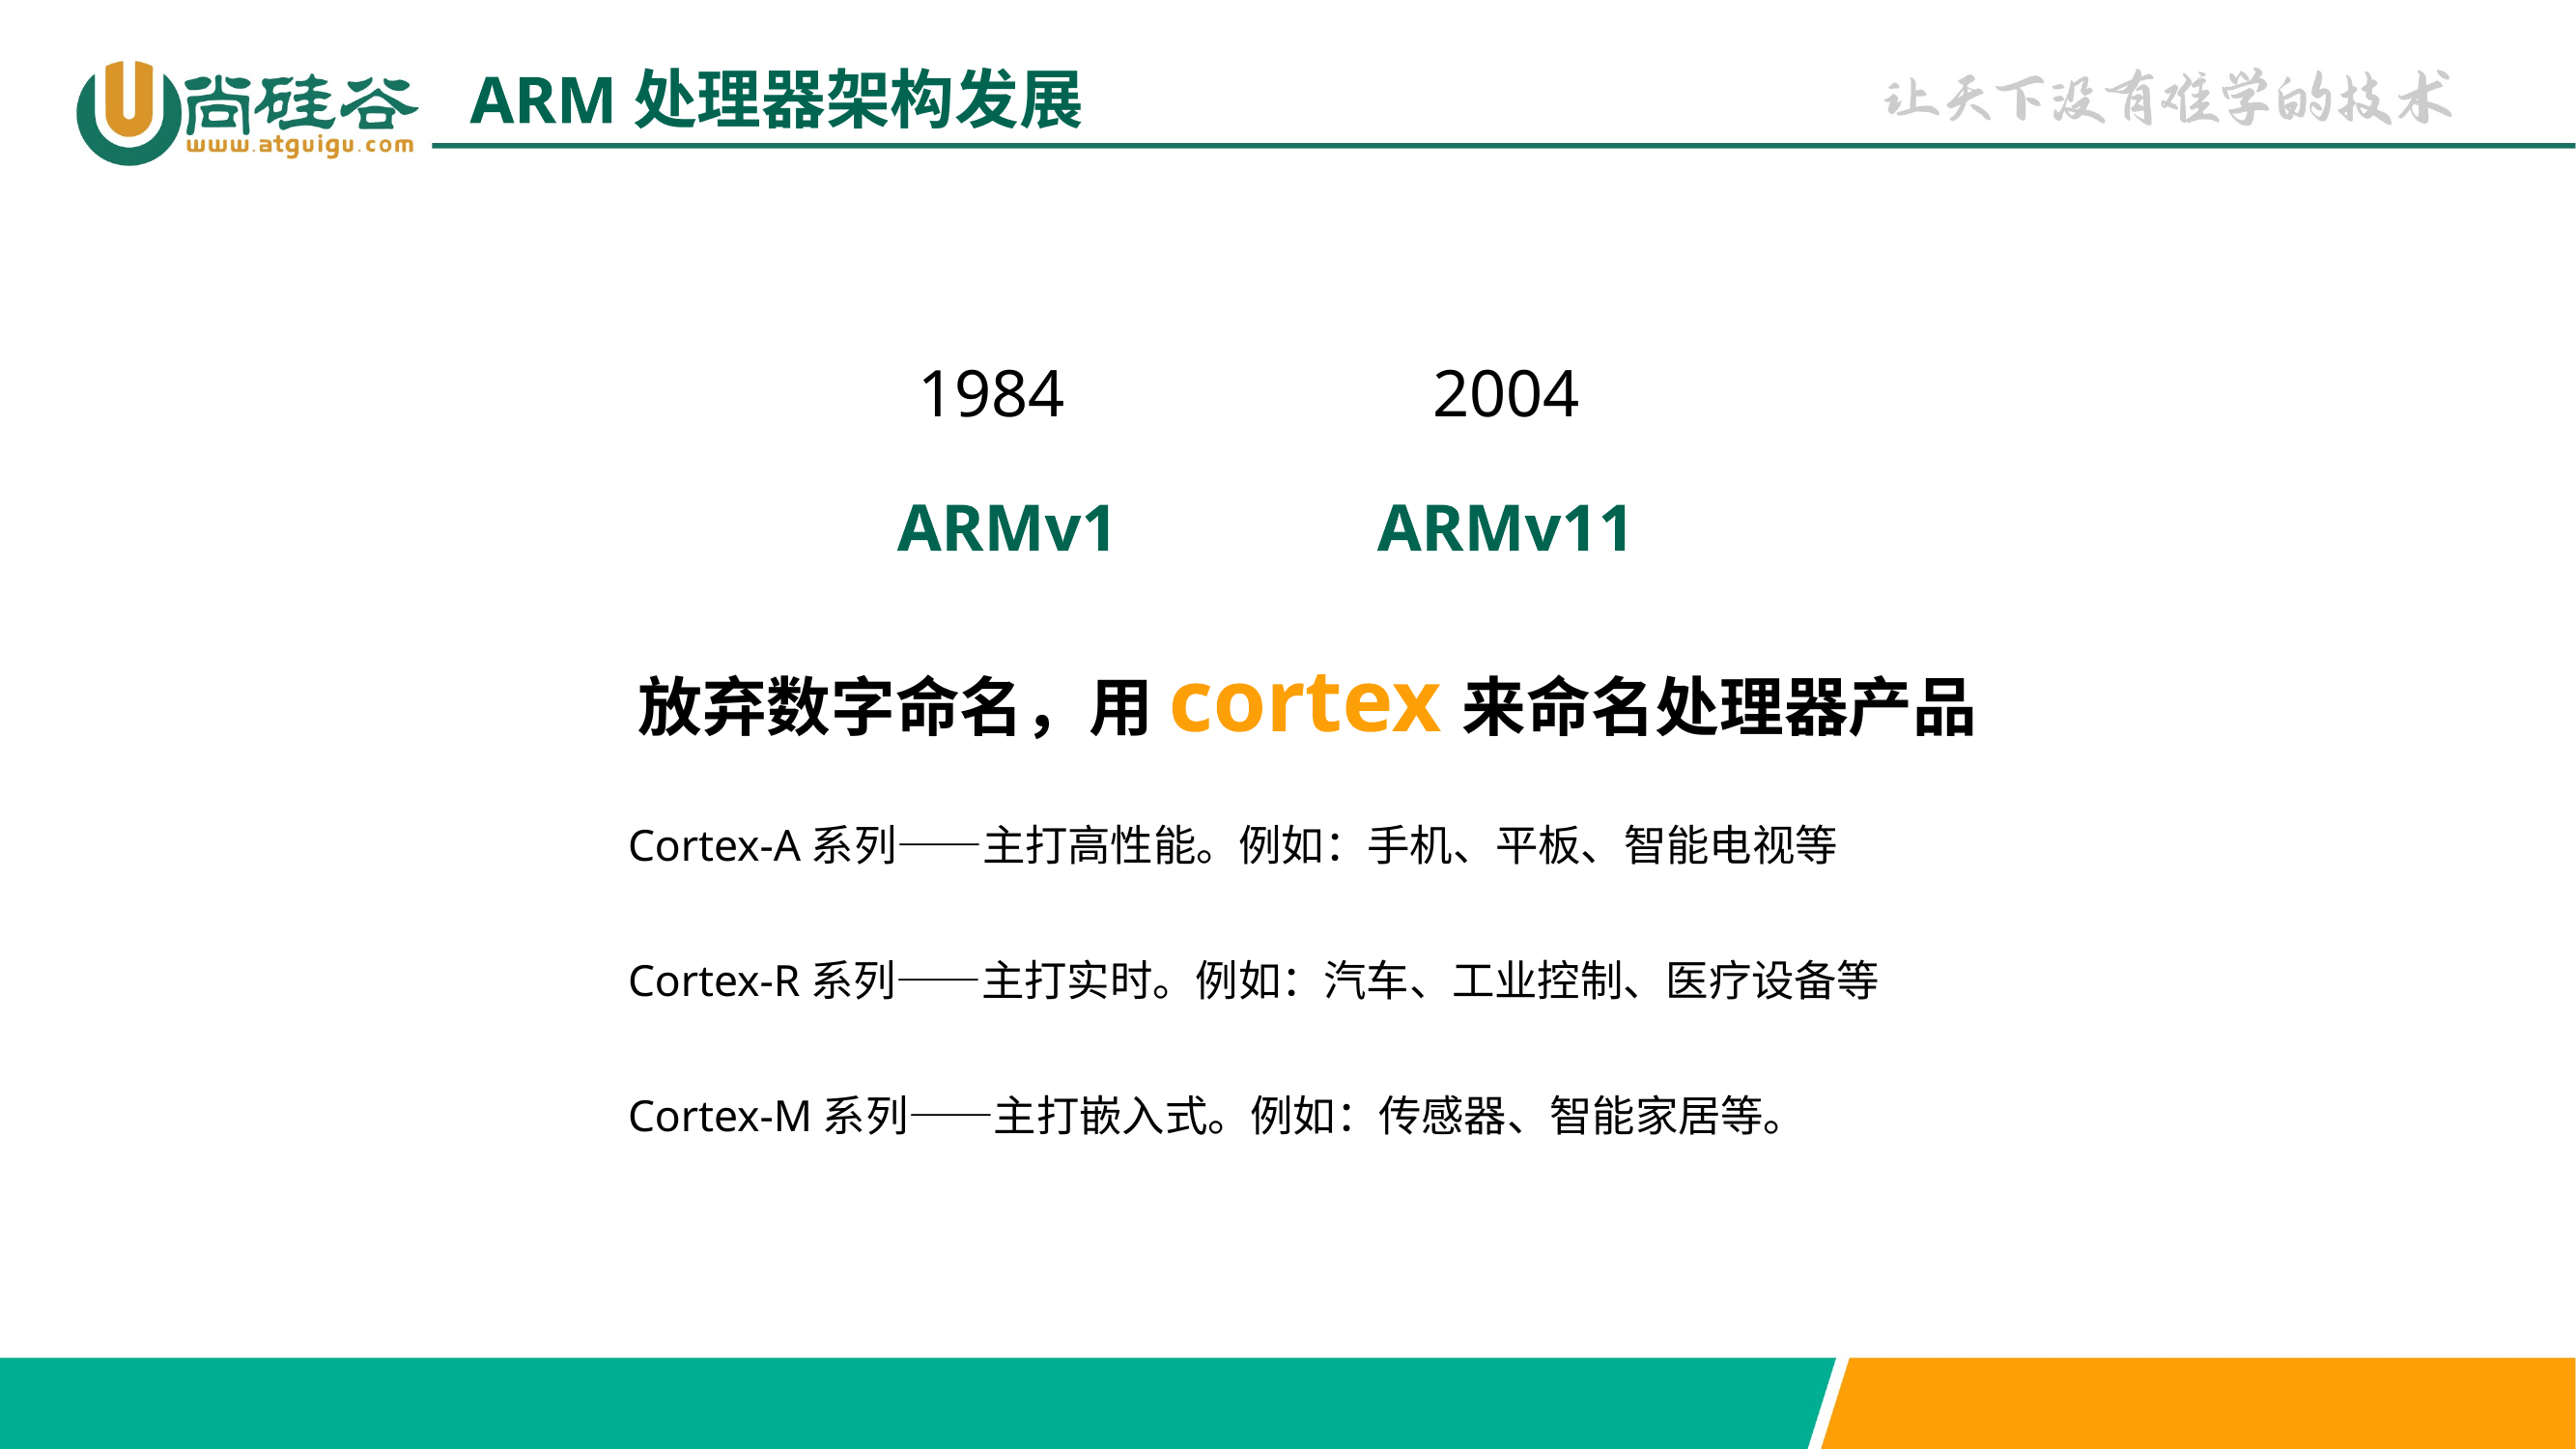 尚硅谷
www.atguigu.com
ARM 处理器架构发展
让天下没有难学的技术
1984 2004
ARMv1 ARMv11
放弃数字命名，用 cortex 来命名处理器产品
Cortex-A 系列——主打高性能。例如：手机、平板、智能电视等
Cortex-R 系列——主打实时。例如：汽车、工业控制、医疗设备等
Cortex-M 系列——主打嵌入式。例如：传感器、智能家居等。